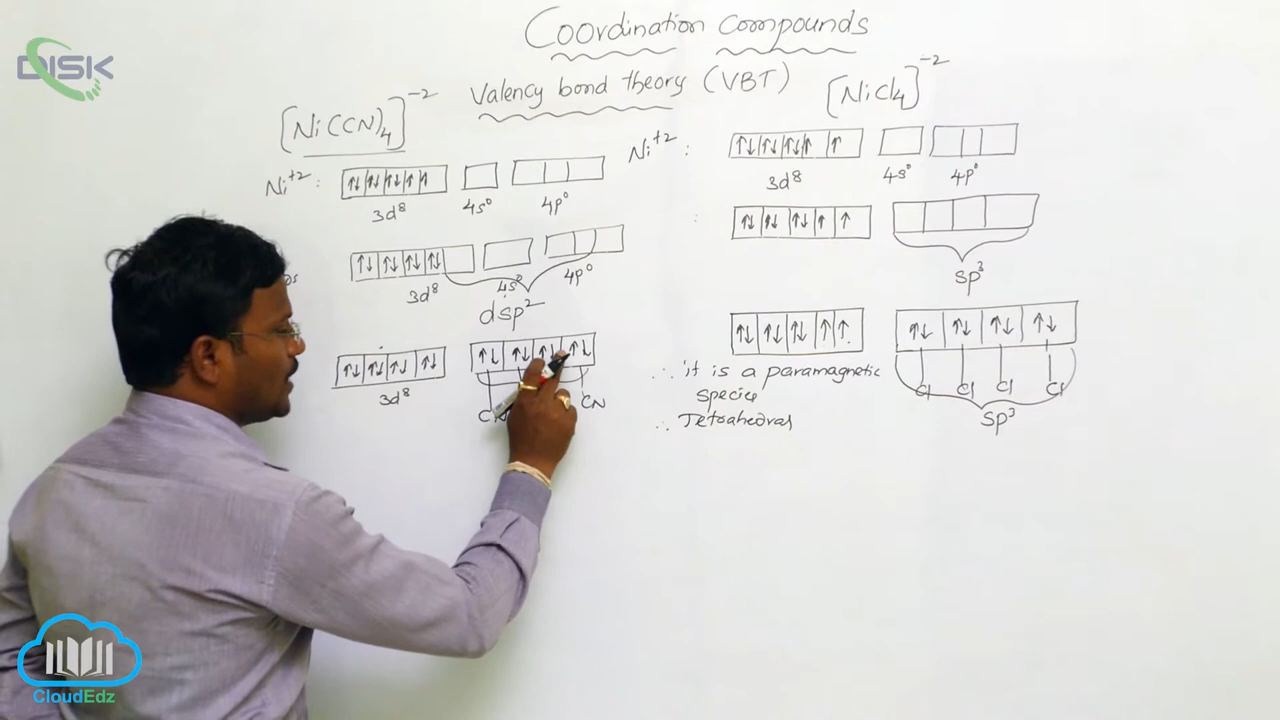 DISK
Coordination compounds
Valency bond theory (VBT)
[Ni(CN)4]⁻²
Ni⁺² :
3d⁸ 4s⁰ 4p⁰
3d⁸ 4s⁰ 4p⁰
dsp²
3d⁸
CN
[NiCl4]⁻²
Ni⁺² :
3d⁸ 4s⁰ 4p⁰
:
sp³
Cl Cl Cl Cl
sp³
∴ it is a paramagnetic
species
∴ Tetrahedral
CloudEdz